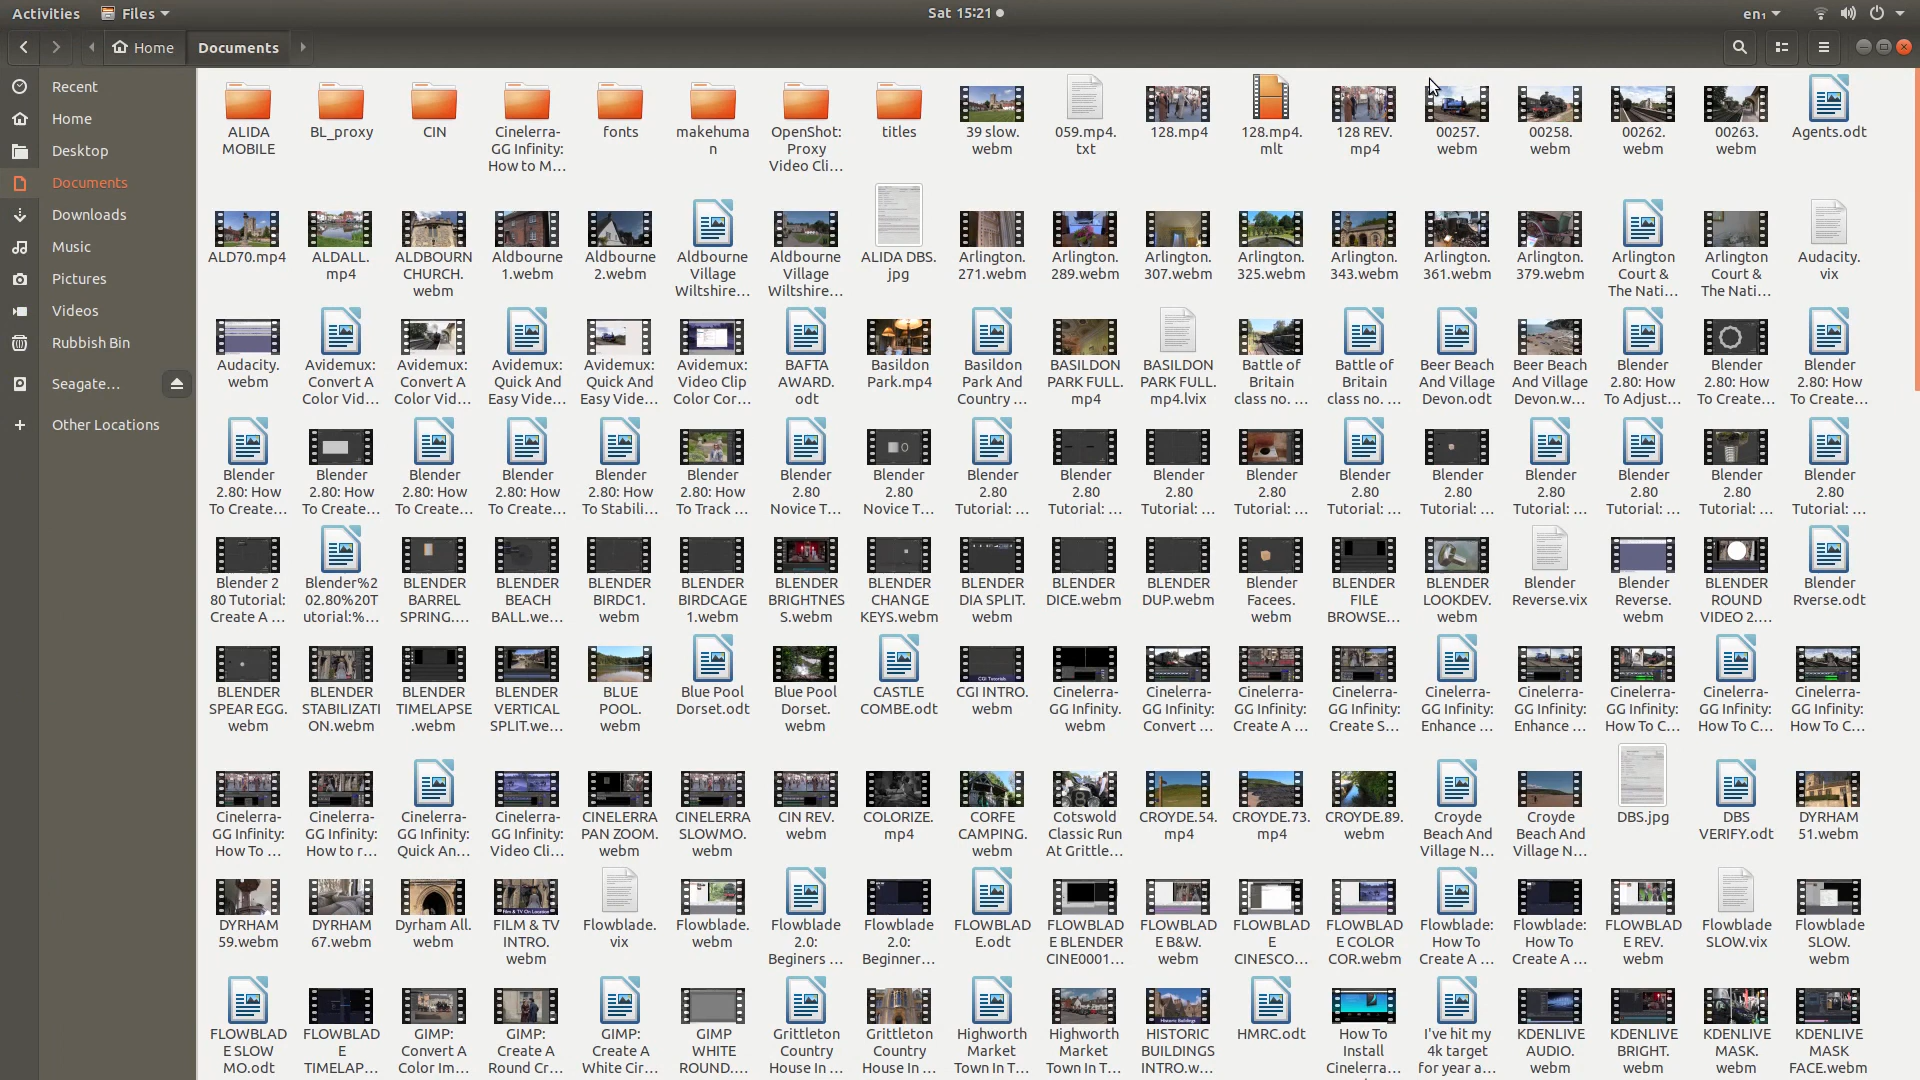 Activities
Files
Sat 15:21
en₁
Home
Documents
Recent
Home
Desktop
Documents
Downloads
Music
Pictures
Videos
Rubbish Bin
Seagate…
Other Locations
ALIDA
MOBILE
BL_proxy
CIN
Cinelerra-
GG Infinity:
How to M…
fonts
makehuma
n
OpenShot:
Proxy
Video Cli…
titles
39 slow.
webm
059.mp4.
txt
128.mp4
128.mp4.
mlt
128 REV.
mp4
00257.
webm
00258.
webm
00262.
webm
00263.
webm
Agents.odt
ALD70.mp4
ALDALL.
mp4
ALDBOURN
CHURCH.
webm
Aldbourne
1.webm
Aldbourne
2.webm
Aldbourne
Village
Wiltshire…
Aldbourne
Village
Wiltshire…
ALIDA DBS.
jpg
Arlington.
271.webm
Arlington.
289.webm
Arlington.
307.webm
Arlington.
325.webm
Arlington.
343.webm
Arlington.
361.webm
Arlington.
379.webm
Arlington
Court &
The Nati…
Arlington
Court &
The Nati…
Audacity.
vix
Audacity.
webm
Avidemux:
Convert A
Color Vid…
Avidemux:
Convert A
Color Vid…
Avidemux:
Quick And
Easy Vide…
Avidemux:
Quick And
Easy Vide…
Avidemux:
Video Clip
Color Cor…
BAFTA
AWARD.
odt
Basildon
Park.mp4
Basildon
Park And
Country …
BASILDON
PARK FULL.
mp4
BASILDON
PARK FULL.
mp4.lvix
Battle of
Britain
class no. …
Battle of
Britain
class no. …
Beer Beach
And Village
Devon.odt
Beer Beach
And Village
Devon.w…
Blender
2.80: How
To Adjust…
Blender
2.80: How
To Create…
Blender
2.80: How
To Create…
Blender
2.80: How
To Create…
Blender
2.80: How
To Create…
Blender
2.80: How
To Create…
Blender
2.80: How
To Create…
Blender
2.80: How
To Stabili…
Blender
2.80: How
To Track …
Blender
2.80
Novice T…
Blender
2.80
Novice T…
Blender
2.80
Tutorial: …
Blender
2.80
Tutorial: …
Blender
2.80
Tutorial: …
Blender
2.80
Tutorial: …
Blender
2.80
Tutorial: …
Blender
2.80
Tutorial: …
Blender
2.80
Tutorial: …
Blender
2.80
Tutorial: …
Blender
2.80
Tutorial: …
Blender
2.80
Tutorial: …
Blender 2
80 Tutorial:
Create A …
Blender%2
02.80%20T
utorial:%…
BLENDER
BARREL
SPRING.…
BLENDER
BEACH
BALL.we…
BLENDER
BIRDC1.
webm
BLENDER
BIRDCAGE
1.webm
BLENDER
BRIGHTNES
S.webm
BLENDER
CHANGE
KEYS.webm
BLENDER
DIA SPLIT.
webm
BLENDER
DICE.webm
BLENDER
DUP.webm
Blender
Facees.
webm
BLENDER
FILE
BROWSE…
BLENDER
LOOKDEV.
webm
Blender
Reverse.vix
Blender
Reverse.
webm
BLENDER
ROUND
VIDEO 2.…
Blender
Rverse.odt
BLENDER
SPEAR EGG.
webm
BLENDER
STABILIZATI
ON.webm
BLENDER
TIMELAPSE
.webm
BLENDER
VERTICAL
SPLIT.we…
BLUE
POOL.
webm
Blue Pool
Dorset.odt
Blue Pool
Dorset.
webm
CASTLE
COMBE.odt
CGI Tutorials
CGI INTRO.
webm
Cinelerra-
GG Infinity.
webm
Cinelerra-
GG Infinity:
Convert …
Cinelerra-
GG Infinity:
Create A …
Cinelerra-
GG Infinity:
Create S…
Cinelerra-
GG Infinity:
Enhance …
Cinelerra-
GG Infinity:
Enhance …
Cinelerra-
GG Infinity:
How To C…
Cinelerra-
GG Infinity:
How To C…
Cinelerra-
GG Infinity:
How To C…
Cinelerra-
GG Infinity:
How To …
Cinelerra-
GG Infinity:
How to r…
Cinelerra-
GG Infinity:
Quick An…
Cinelerra-
GG Infinity:
Video Cli…
CINELERRA
PAN ZOOM.
webm
CINELERRA
SLOWMO.
webm
CIN REV.
webm
COLORIZE.
mp4
CORFE
CAMPING.
webm
Cotswold
Classic Run
At Grittle…
CROYDE.54.
mp4
CROYDE.73.
mp4
CROYDE.89.
webm
Croyde
Beach And
Village N…
Croyde
Beach And
Village N…
DBS.jpg
DBS
VERIFY.odt
DYRHAM
51.webm
DYRHAM
59.webm
DYRHAM
67.webm
Dyrham All.
webm
Film & TV On Location
FILM & TV
INTRO.
webm
Flowblade.
vix
Flowblade.
webm
Flowblade
2.0:
Beginers …
Flowblade
2.0:
Beginner…
FLOWBLAD
E.odt
FLOWBLAD
E BLENDER
CINE0001…
FLOWBLAD
E B&W.
webm
FLOWBLAD
E
CINESCO…
FLOWBLAD
E COLOR
COR.webm
Flowblade:
How To
Create A …
Flowblade:
How To
Create A …
FLOWBLAD
E REV.
webm
Flowblade
SLOW.vix
Flowblade
SLOW.
webm
FLOWBLAD
E SLOW
MO.odt
FLOWBLAD
E
TIMELAP…
GIMP:
Convert A
Color Im…
GIMP:
Create A
Round Cr…
GIMP:
Create A
White Cir…
GIMP
WHITE
ROUND.…
Grittleton
Country
House In …
Grittleton
Country
House In …
Highworth
Market
Town In T…
Highworth
Market
Town In T…
Historic Buildings
HISTORIC
BUILDINGS
INTRO.w…
HMRC.odt
How To
Install
Cinelerra…
I've hit my
4k target
for year a…
KDENLIVE
AUDIO.
webm
KDENLIVE
BRIGHT.
webm
KDENLIVE
MASK.
webm
KDENLIVE
MASK
FACE.webm